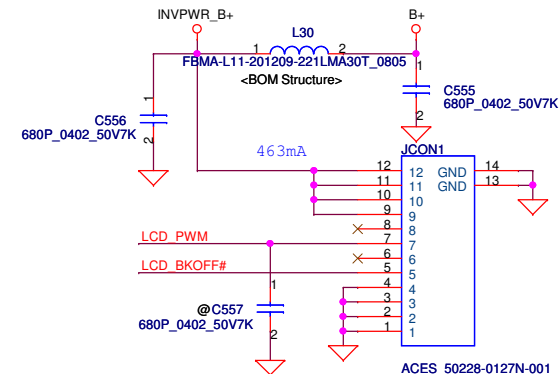 INVPWR_B+
B+
L30
1
2
FBMA-L11-201209-221LMA30T_0805
<BOM Structure>
1
C556
680P_0402_50V7K
2
1
C555
680P_0402_50V7K
2
463mA
JCON1
12 12 GND 14
11 11 GND 13
10 10
9 9
8 8
LCD_PWM 7 7
6 6
LCD_BKOFF# 5 5
4 4
3 3
2 2
1 1
1
@C557
680P_0402_50V7K
2
ACES_50228-0127N-001